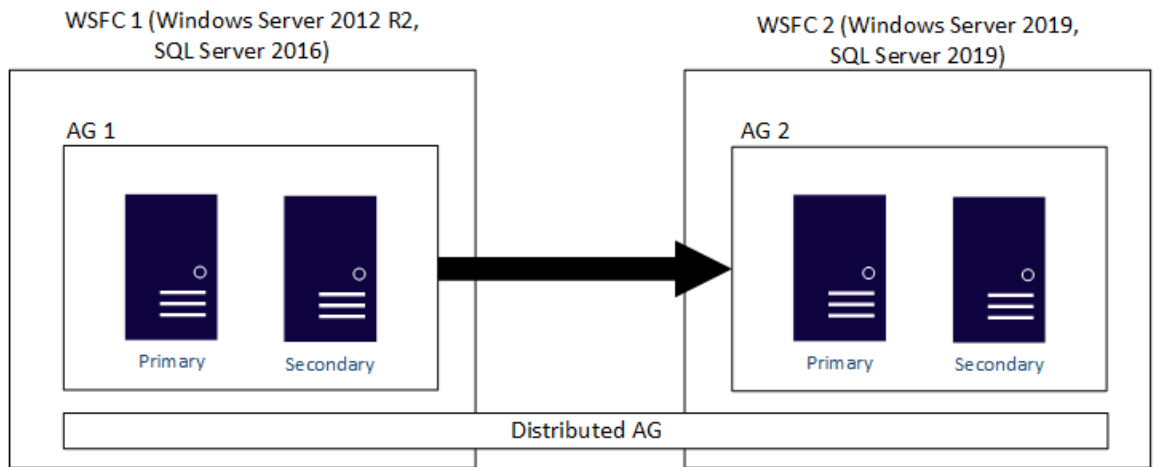 WSFC 1 (Windows Server 2012 R2,
SQL Server 2016)
WSFC 2 (Windows Server 2019,
SQL Server 2019)
AG 1
AG 2
Primary
Secondary
Primary
Secondary
Distributed AG